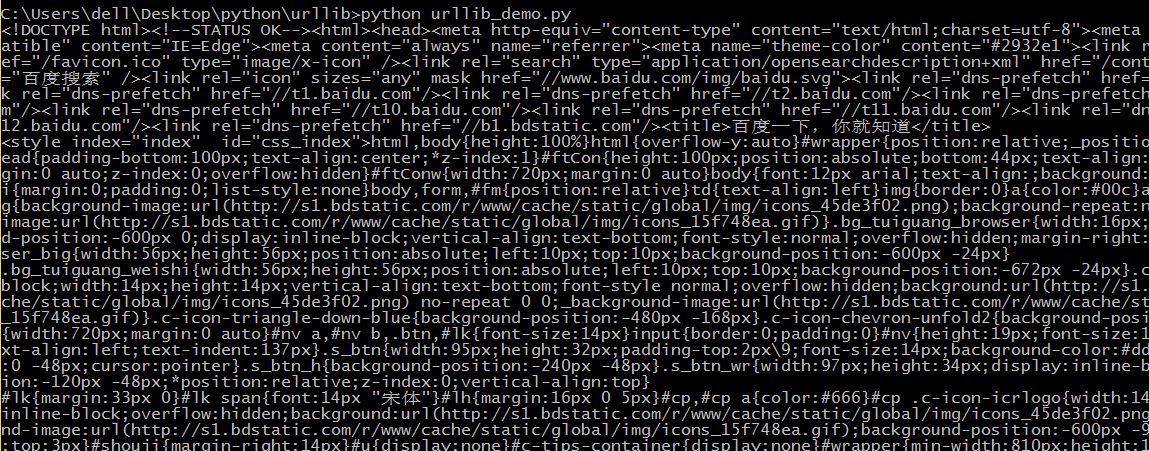 C:\Users\dell\Desktop\python\urllib>python urllib_demo.py
<!DOCTYPE html><!--STATUS OK--><html><head><meta http-equiv="content-type" content="text/html;charset=utf-8"><meta
atible" content="IE=Edge"><meta content="always" name="referrer"><meta name="theme-color" content="#2932e1"><link r
ef="/favicon.ico" type="image/x-icon" /><link rel="search" type="application/opensearchdescription+xml" href="/cont
="百度搜索" /><link rel="icon" sizes="any" mask href="//www.baidu.com/img/baidu.svg"><link rel="dns-prefetch" href=
k rel="dns-prefetch" href="//t1.baidu.com"/><link rel="dns-prefetch" href="//t2.baidu.com"/><link rel="dns-prefetch
m"/><link rel="dns-prefetch" href="//t10.baidu.com"/><link rel="dns-prefetch" href="//t11.baidu.com"/><link rel="dn
12.baidu.com"/><link rel="dns-prefetch" href="//b1.bdstatic.com"/><title>百度一下，你就知道</title>
<style index="index"  id="css_index">html,body{height:100%}html{overflow-y:auto}#wrapper{position:relative;_positio
ead{padding-bottom:100px;text-align:center;*z-index:1}#ftCon{height:100px;position:absolute;bottom:44px;text-align:
gin:0 auto;z-index:0;overflow:hidden}#ftConw{width:720px;margin:0 auto}body{font:12px arial;text-align:;background:
i{margin:0;padding:0;list-style:none}body,form,#fm{position:relative}td{text-align:left}img{border:0}a{color:#00c}a
g{background-image:url(http://s1.bdstatic.com/r/www/cache/static/global/img/icons_45de3f02.png);background-repeat:n
image:url(http://s1.bdstatic.com/r/www/cache/static/global/img/icons_15f748ea.gif)}.bg_tuiguang_browser{width:16px;
d-position:-600px 0;display:inline-block;vertical-align:text-bottom;font-style:normal;overflow:hidden;margin-right:
ser_big{width:56px;height:56px;position:absolute;left:10px;top:10px;background-position:-600px -24px}
.bg_tuiguang_weishi{width:56px;height:56px;position:absolute;left:10px;top:10px;background-position:-672px -24px}.c
block;width:14px;height:14px;vertical-align:text-bottom;font-style normal;overflow:hidden;background:url(http://s1.
che/static/global/img/icons_45de3f02.png) no-repeat 0 0;_background-image:url(http://s1.bdstatic.com/r/www/cache/st
_15f748ea.gif)}.c-icon-triangle-down-blue{background-position:-480px -168px}.c-icon-chevron-unfold2{background-posi
{width:720px;margin:0 auto}#nv a,#nv b,.btn,#lk{font-size:14px}input{border:0;padding:0}#nv{height:19px;font-size:1
xt-align:left;text-indent:137px}.s_btn{width:95px;height:32px;padding-top:2px\9;font-size:14px;background-color:#dd
:0 -48px;cursor:pointer}.s_btn_h{background-position:-240px -48px}.s_btn_wr{width:97px;height:34px;display:inline-b
ion:-120px -48px;*position:relative;z-index:0;vertical-align:top}
#lk{margin:33px 0}#lk span{font:14px "宋体"}#lh{margin:16px 0 5px}#cp,#cp a{color:#666}#cp .c-icon-icrlogo{width:14
inline-block;overflow:hidden;background:url(http://s1.bdstatic.com/r/www/cache/static/global/img/icons_45de3f02.png
nd-image:url(http://s1.bdstatic.com/r/www/cache/static/global/img/icons_15f748ea.gif);background-position:-600px -9
:top:3px}#shouji{margin-right:14px}#u{display:none}#c-tips-container{display:none}#wrapper{min-width:810px;height:1